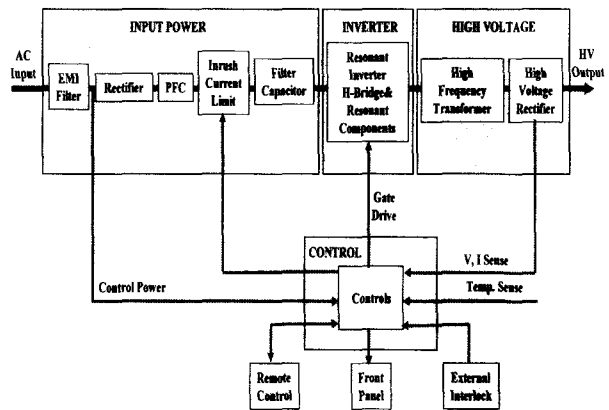 INPUT POWER
INVERTER
HIGH VOLTAGE
AC
Input
EMI
Filter
Rectifier
PFC
Inrush
Current
Limit
Filter
Capacitor
Resonant
Inverter
H-Bridge&
Resonant
Components
High
Frequency
Transformer
High
Voltage
Rectifier
HV
Output
Gate
Drive
CONTROL
V, I Sense
Control Power
Controls
Temp. Sense
Remote
Control
Front
Panel
External
Interlock